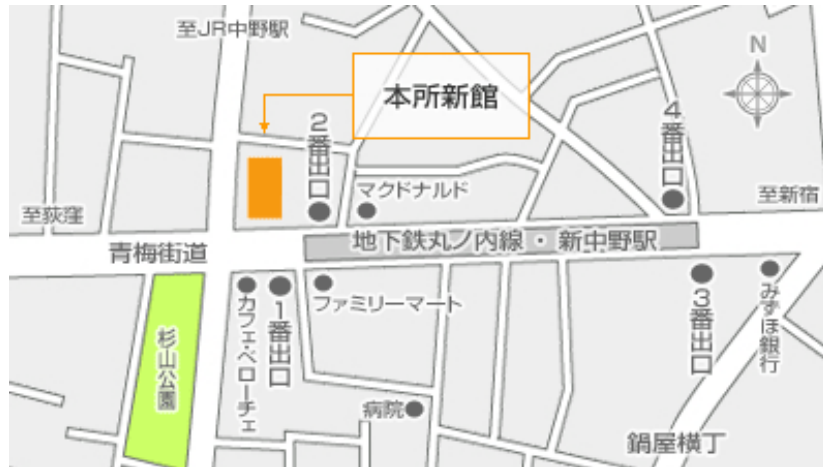 至JR中野駅
N
本所新館
2番出口
4番出口
マクドナルド
至新宿
至荻窪
地下鉄丸ノ内線・新中野駅
青梅街道
カフェ・ベローチェ
1番出口
ファミリーマート
3番出口
みずほ銀行
杉山公園
病院
鍋屋横丁